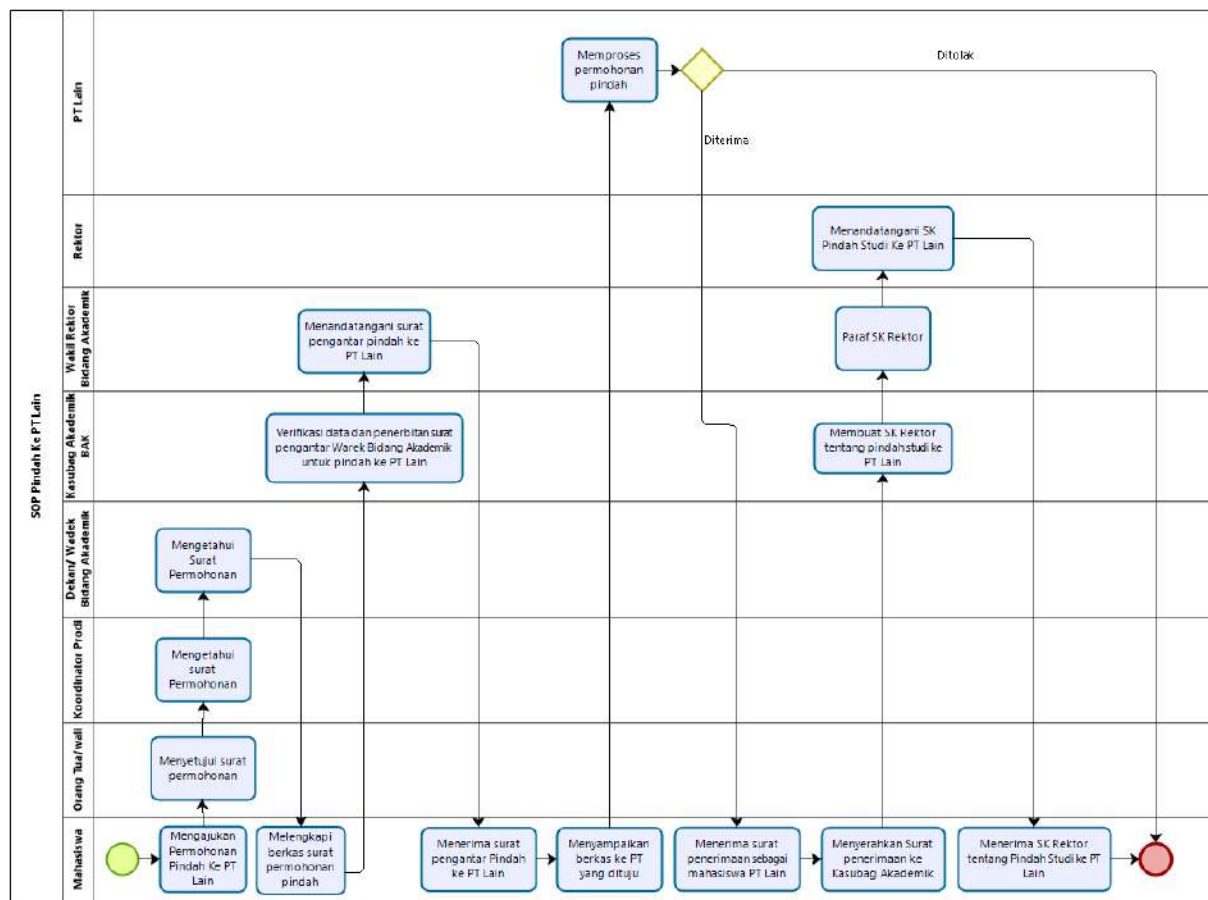 SOP Pindah Ke PT Lain
PT Lain
Memproses
permohonan
pindah
Ditolak
Diterima
Rektor
Menandatangani SK
Pindah Studi Ke PT Lain
Wakil Rektor
Bidang Akademik
Menandatangani surat
pengantar pindah ke
PT Lain
Paraf SK Rektor
Kasubag Akademik
BAK
Verifikasi data dan penerbitan surat
pengantar Warek Bidang Akademik
untuk pindah ke PT Lain
Membuat SK Rektor
tentang pindah studi ke
PT Lain
Dekan/ Wadek
Bidang Akademik
Mengetahui
Surat
Permohonan
Koordinator Prodi
Mengetahui
surat
Permohonan
Orang Tua/wali
Menyetujui surat
permohonan
Mahasiswa
Mengajukan
Permohonan
Pindah Ke PT
Lain
Melengkapi
berkas surat
permohonan
pindah
Menerima surat
pengantar Pindah
ke PT Lain
Menyampaikan
berkas ke PT
yang dituju
Menerima surat
penerimaan sebagai
mahasiswa PT Lain
Menyerahkan Surat
penerimaan ke
Kasubag Akademik
Menerima SK Rektor
tentang Pindah Studi ke PT
Lain